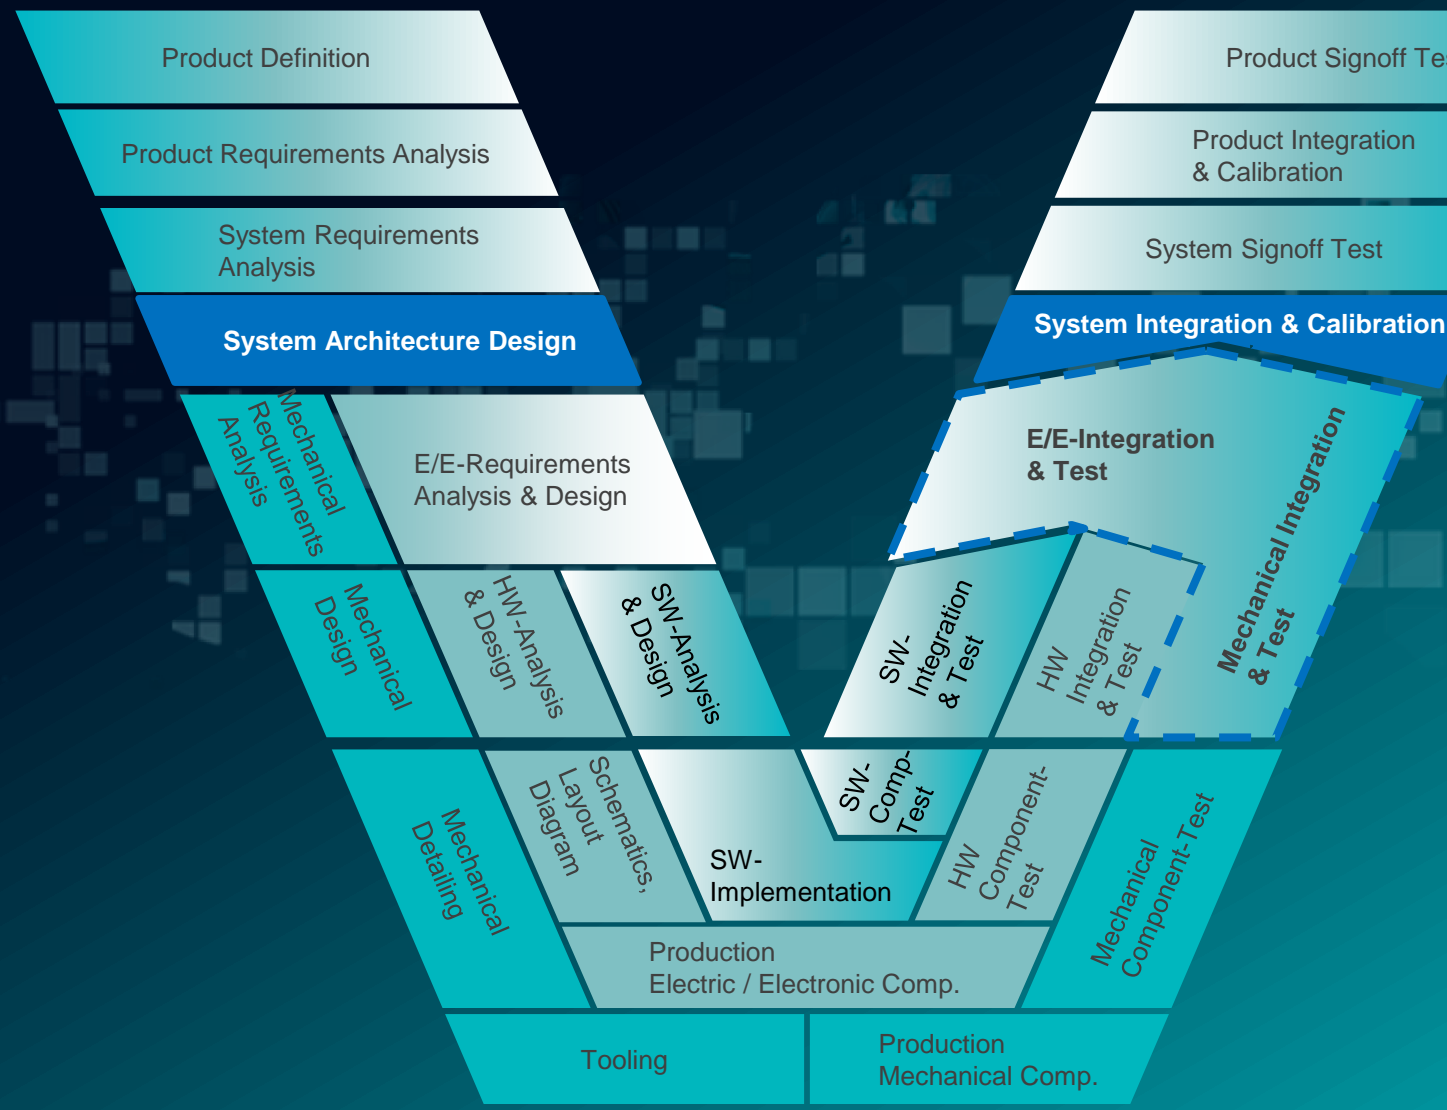 Product Definition
Product Requirements Analysis
System Requirements
Analysis
System Architecture Design
Mechanical
Requirements
Analysis
E/E-Requirements
Analysis & Design
Mechanical
Design
HW-Analysis
& Design
SW-Analysis
& Design
Mechanical
Detailing
Schematics,
Layout
Diagram
SW-
Implementation
Production
Electric / Electronic Comp.
Tooling
Production
Mechanical Comp.
Product Signoff
Product Integration
& Calibration
System Signoff Test
System Integration & Calibration
E/E-Integration
& Test
Mechanical Integration
& Test
SW-
Integration
& Test
HW
Integration
& Test
SW-
Comp-
Test
HW
Component-
Test
Mechanical
Component-Test